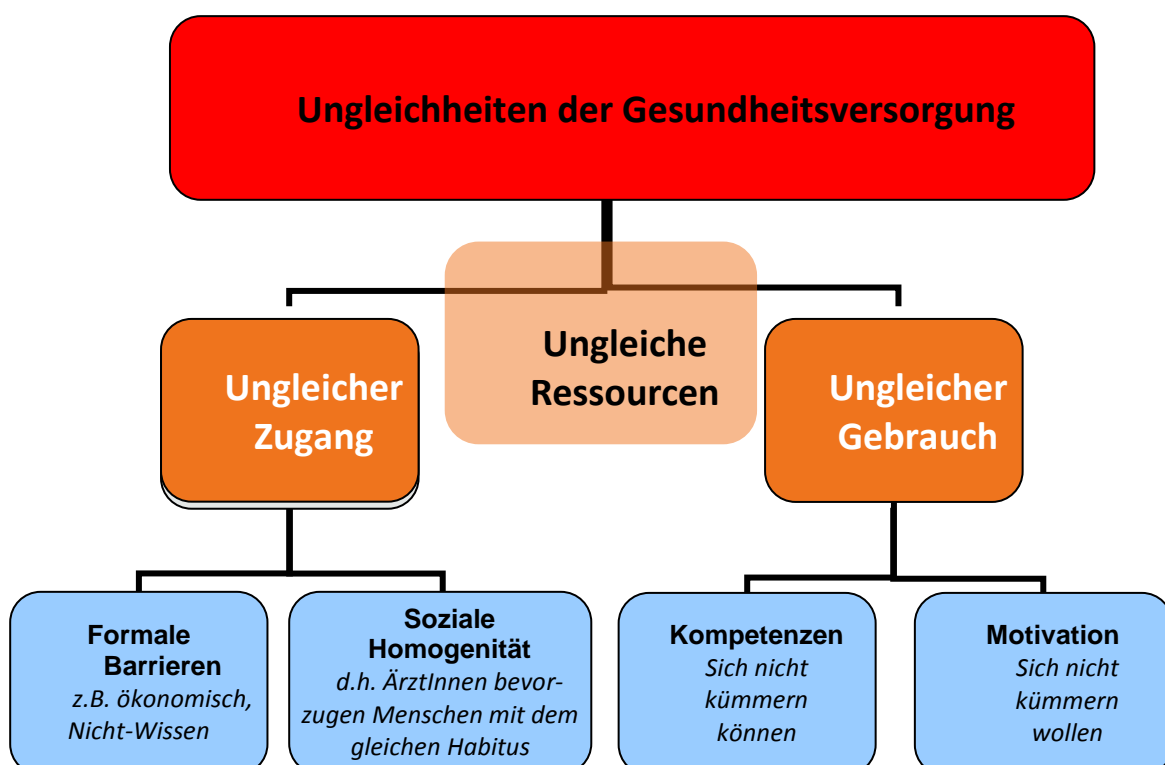 Ungleichheiten der Gesundheitsversorgung
Ungleiche
Ressourcen
Ungleicher
Zugang
Ungleicher
Gebrauch
Formale
Barrieren
z.B. ökonomisch,
Nicht-Wissen
Soziale
Homogenität
d.h. ÄrztInnen bevor-
zugen Menschen mit dem
gleichen Habitus
Kompetenzen
Sich nicht
kümmern
können
Motivation
Sich nicht
kümmern
wollen